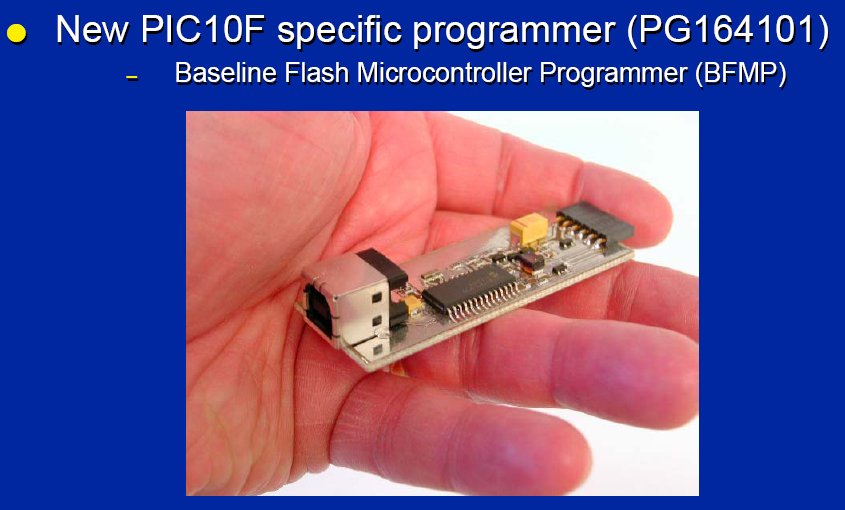 New PIC10F specific programmer (PG164101)
– Baseline Flash Microcontroller Programmer (BFMP)